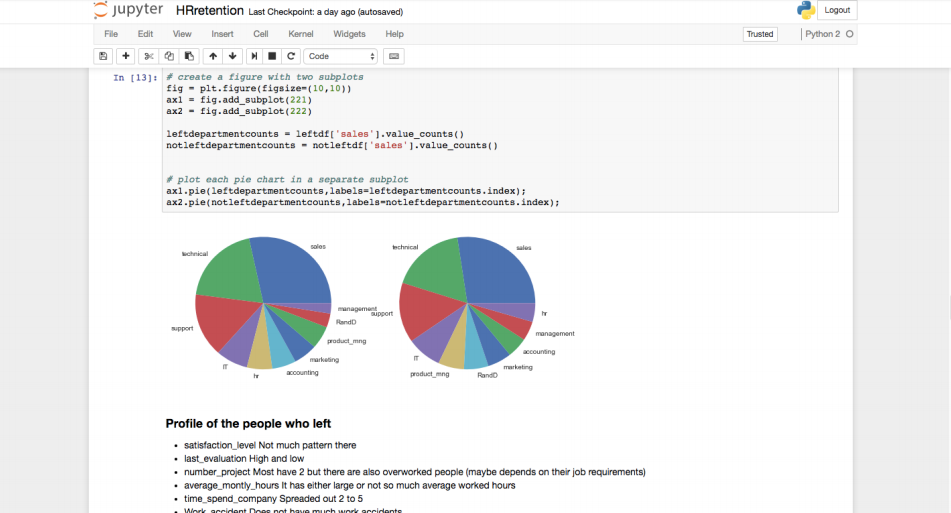 jupyter HRretention Last Checkpoint: a day ago (autosaved)
Logout
File Edit View Insert Cell Kernel Widgets Help
Trusted Python 2
Code
In [13]: # create a figure with two subplots
fig = plt.figure(figsize=(10,10))
ax1 = fig.add_subplot(221)
ax2 = fig.add_subplot(222)
leftdepartmentcounts = leftdf['sales'].value_counts()
notleftdepartmentcounts = notleftdf['sales'].value_counts()
# plot each pie chart in a separate subplot
ax1.pie(leftdepartmentcounts,labels=leftdepartmentcounts.index);
ax2.pie(notleftdepartmentcounts,labels=notleftdepartmentcounts.index);
sales
technical
support
IT
hr
accounting
marketing
product_mng
RandD
management
sales
technical
support
IT
product_mng
RandD
marketing
accounting
management
hr
Profile of the people who left
• satisfaction_level Not much pattern there
• last_evaluation High and low
• number_project Most have 2 but there are also overworked people (maybe depends on their job requirements)
• average_montly_hours It has either large or not so much average worked hours
• time_spend_company Spreaded out 2 to 5
• Work_accident Does not have much work accidents